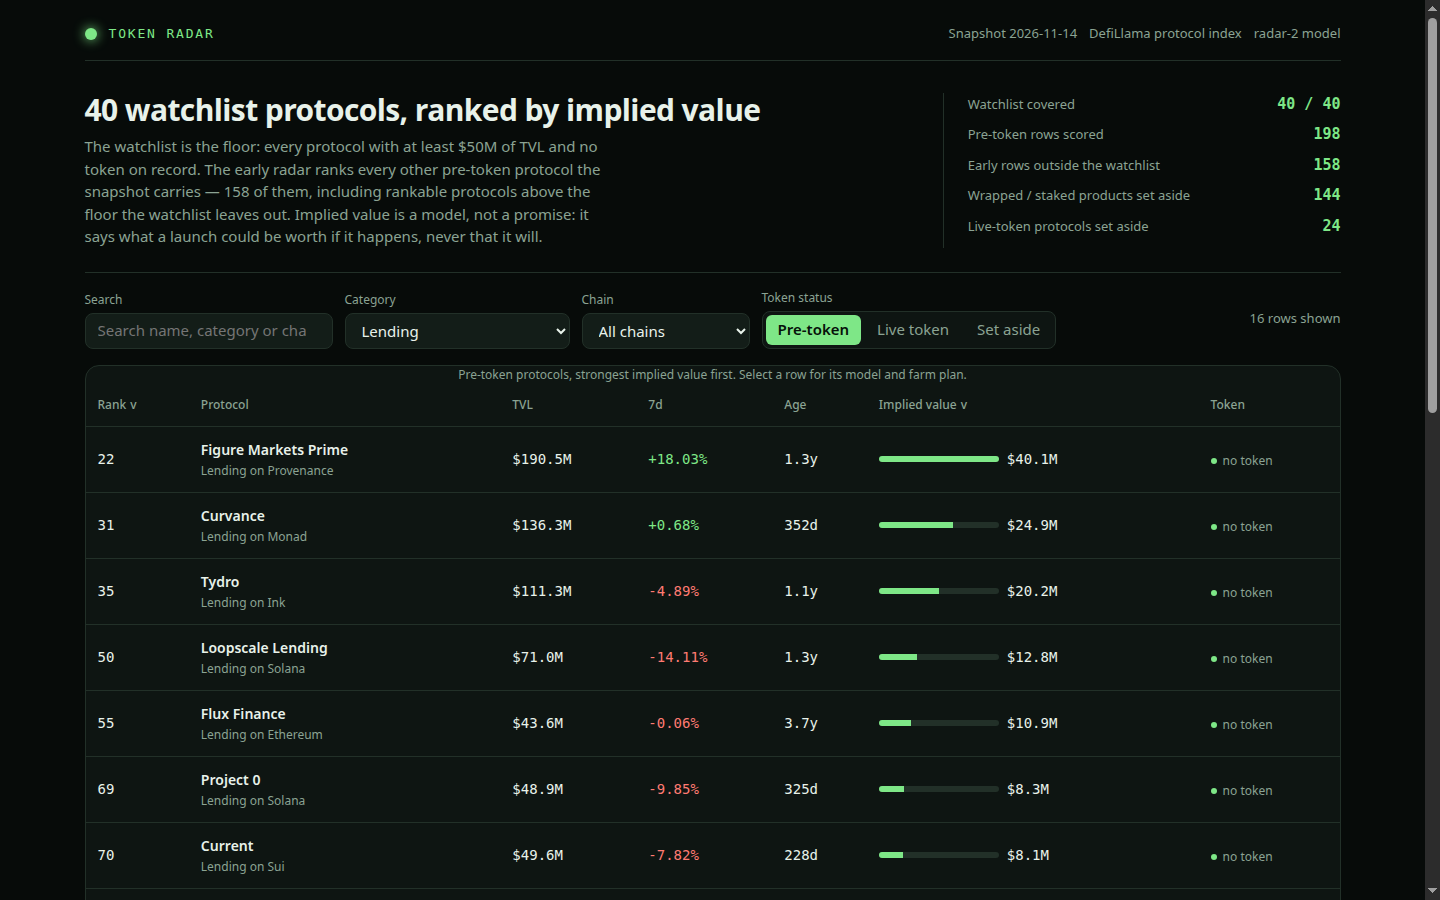 TOKEN RADAR
Snapshot 2026-11-14 DefiLlama protocol index radar-2 model
40 watchlist protocols, ranked by implied value
The watchlist is the floor: every protocol with at least $50M of TVL and no
token on record. The early radar ranks every other pre-token protocol the
snapshot carries — 158 of them, including rankable protocols above the
floor the watchlist leaves out. Implied value is a model, not a promise: it
says what a launch could be worth if it happens, never that it will.
Watchlist covered 40 / 40
Pre-token rows scored 198
Early rows outside the watchlist 158
Wrapped / staked products set aside 144
Live-token protocols set aside 24
Search Category Chain Token status
Search name, category or cha Lending All chains Pre-token Live token Set aside 16 rows shown
Pre-token protocols, strongest implied value first. Select a row for its model and farm plan.
Rank v Protocol TVL 7d Age Implied value v Token
22 Figure Markets Prime $190.5M +18.03% 1.3y $40.1M no token
Lending on Provenance
31 Curvance $136.3M +0.68% 352d $24.9M no token
Lending on Monad
35 Tydro $111.3M -4.89% 1.1y $20.2M no token
Lending on Ink
50 Loopscale Lending $71.0M -14.11% 1.3y $12.8M no token
Lending on Solana
55 Flux Finance $43.6M -0.06% 3.7y $10.9M no token
Lending on Ethereum
69 Project 0 $48.9M -9.85% 325d $8.3M no token
Lending on Solana
70 Current $49.6M -7.82% 228d $8.1M no token
Lending on Sui